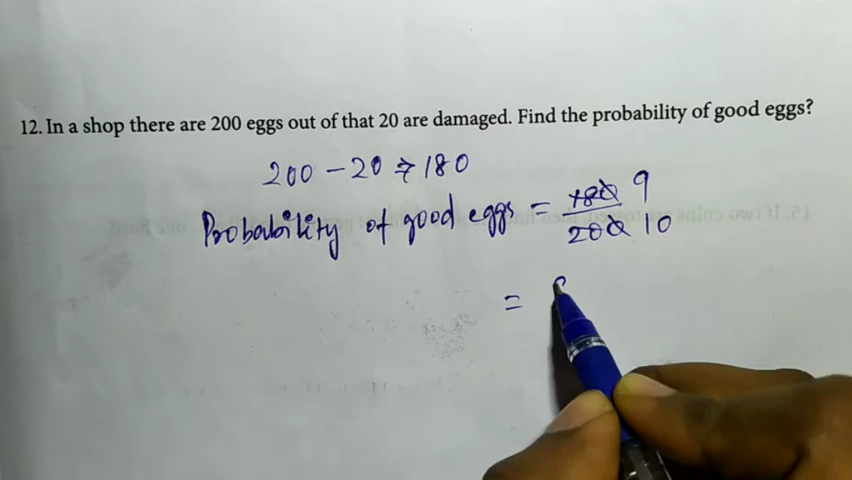 12. In a shop there are 200 eggs out of that 20 are damaged. Find the probability of good eggs?
200 - 20 ⇒ 180
Probability of good eggs = 180/200 9/10
=